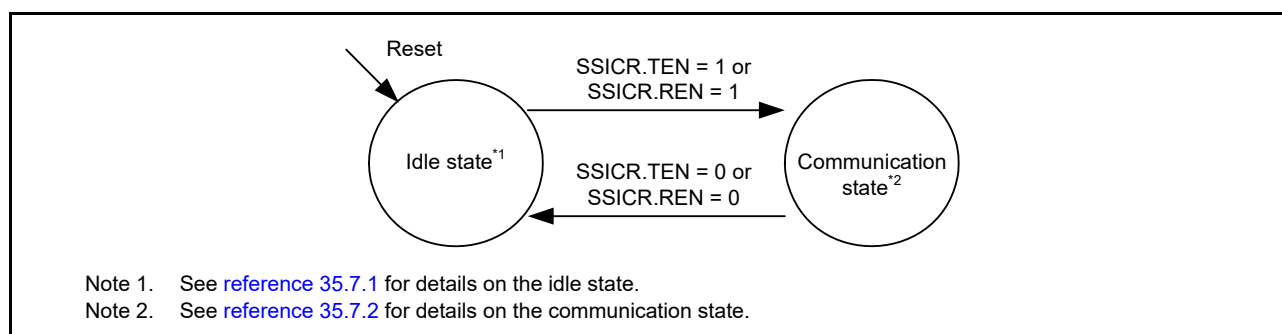 Reset
SSICR.TEN = 1 or
SSICR.REN = 1
Idle state*1
SSICR.TEN = 0 or
SSICR.REN = 0
Communication
state*2
Note 1. See reference 35.7.1 for details on the idle state.
Note 2. See reference 35.7.2 for details on the communication state.